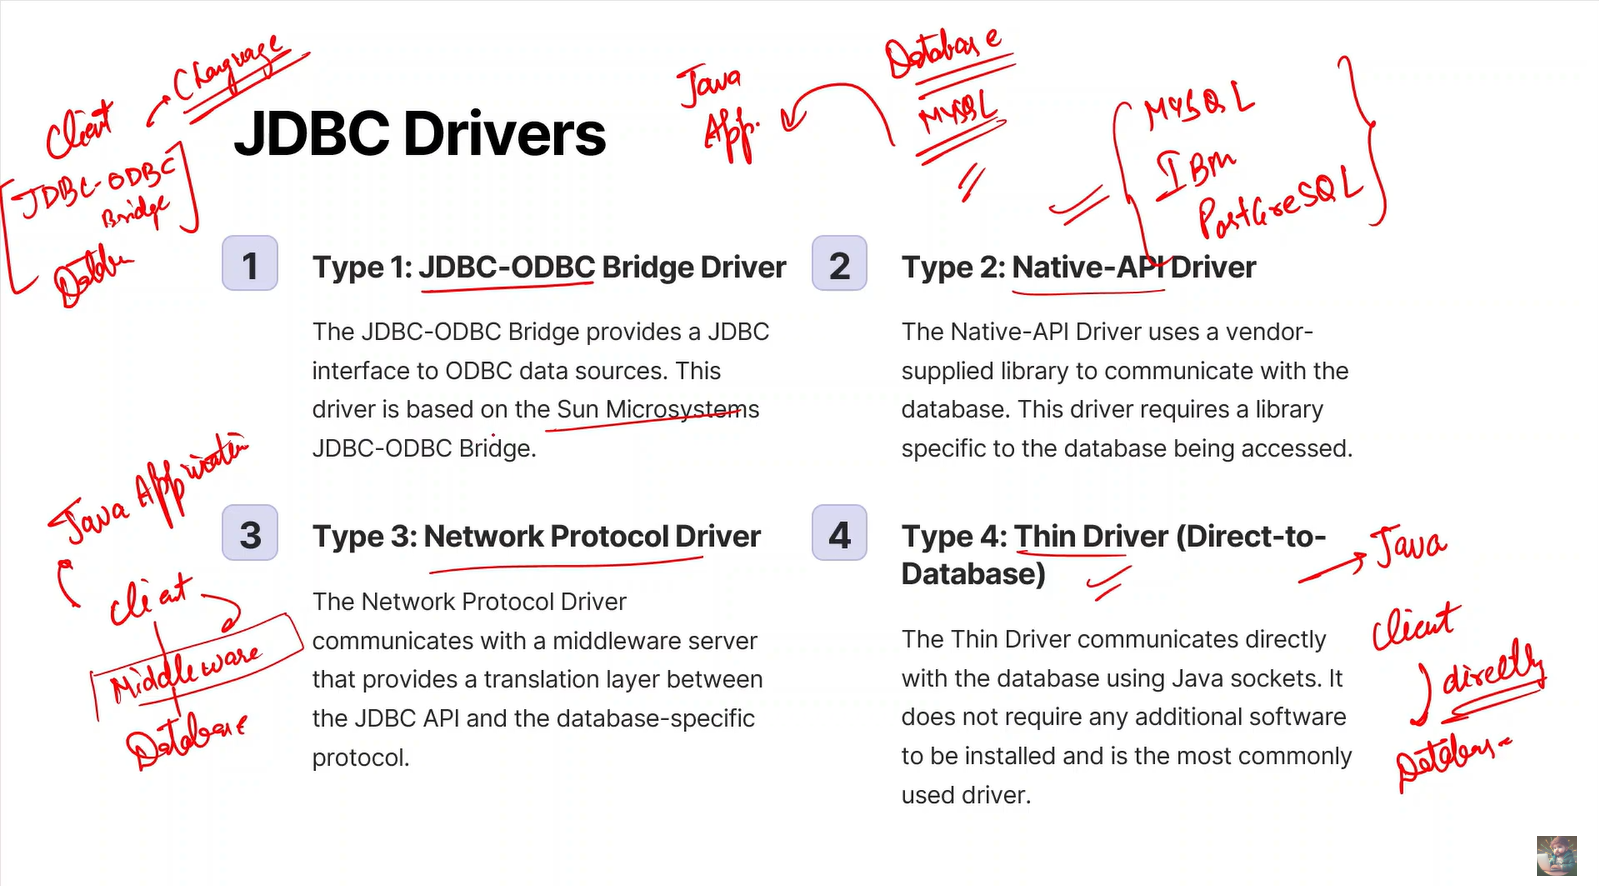 C language
Client
JDBC-ODBC
Bridge
Java
App.
Database
MYSQL
MYSQL
IBM
PostGreSQL
JDBC Drivers
1
Type 1: JDBC-ODBC Bridge Driver
The JDBC-ODBC Bridge provides a JDBC
interface to ODBC data sources. This
driver is based on the Sun Microsystems
JDBC-ODBC Bridge.
2
Type 2: Native-API Driver
The Native-API Driver uses a vendor-
supplied library to communicate with the
database. This driver requires a library
specific to the database being accessed.
Java Application
Client
Middleware
Database
3
Type 3: Network Protocol Driver
The Network Protocol Driver
communicates with a middleware server
that provides a translation layer between
the JDBC API and the database-specific
protocol.
4
Type 4: Thin Driver (Direct-to-
Database)
The Thin Driver communicates directly
with the database using Java sockets. It
does not require any additional software
to be installed and is the most commonly
used driver.
Java
Client
directly
Database